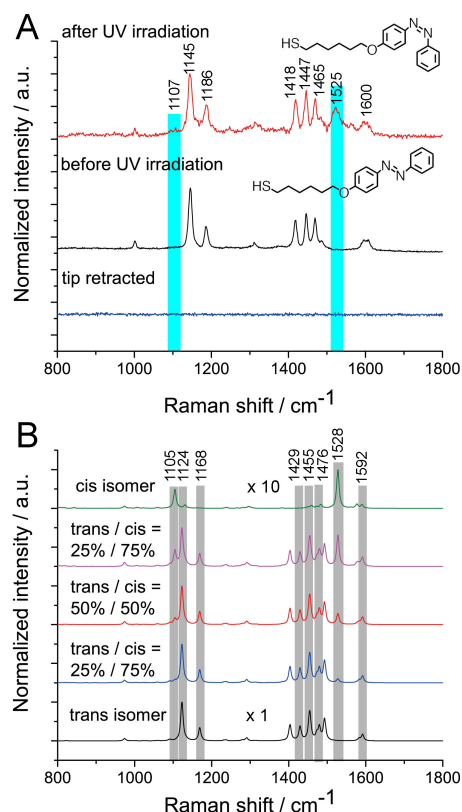 A
after UV irradiation
HS
O
N
N
1107
1145
1186
1418
1447
1465
1525
1600
before UV irradiation
HS
O
N
N
tip retracted
Normalized intensity / a.u.
800 1000 1200 1400 1600 1800
Raman shift / cm-1
B
1105
1124
1168
1429
1455
1476
1528
1592
cis isomer
x 10
trans / cis =
25% / 75%
trans / cis =
50% / 50%
trans / cis =
25% / 75%
trans isomer
x 1
Normalized intensity / a.u.
800 1000 1200 1400 1600 1800
Raman shift / cm-1